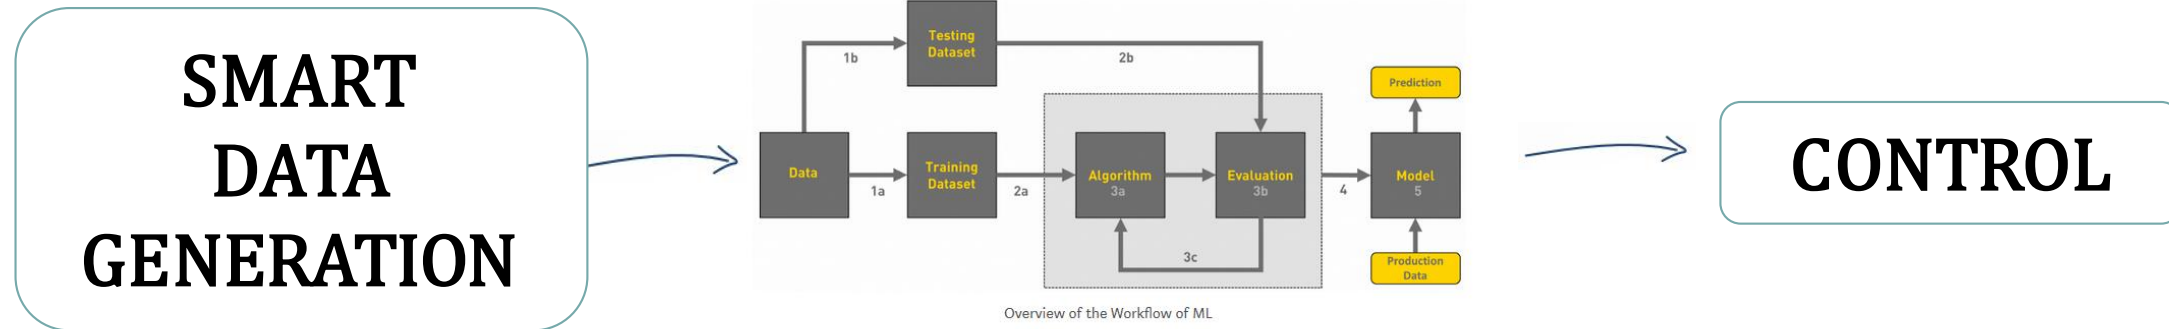 SMART
DATA
GENERATION
Testing
Dataset
1b
2b
Data
1a
Training
Dataset
2a
Algorithm
3a
Evaluation
3b
3c
4
Prediction
Model
5
Production
Data
Overview of the Workflow of ML
CONTROL